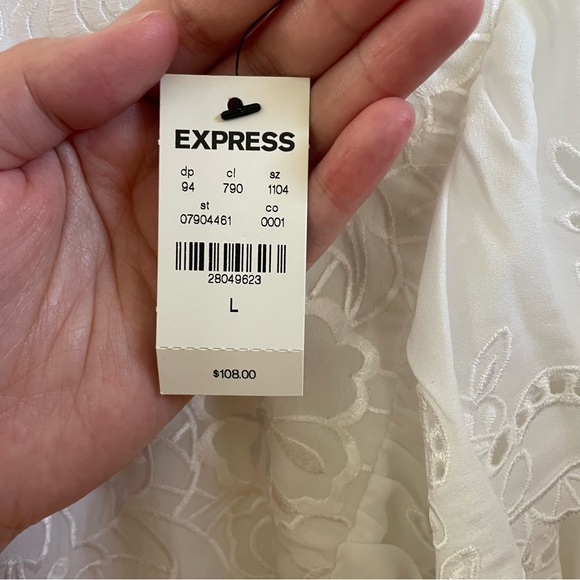 EXPRESS
dp cl sz
94 790 1104
st co
07904461 0001
28049623
L
$108.00